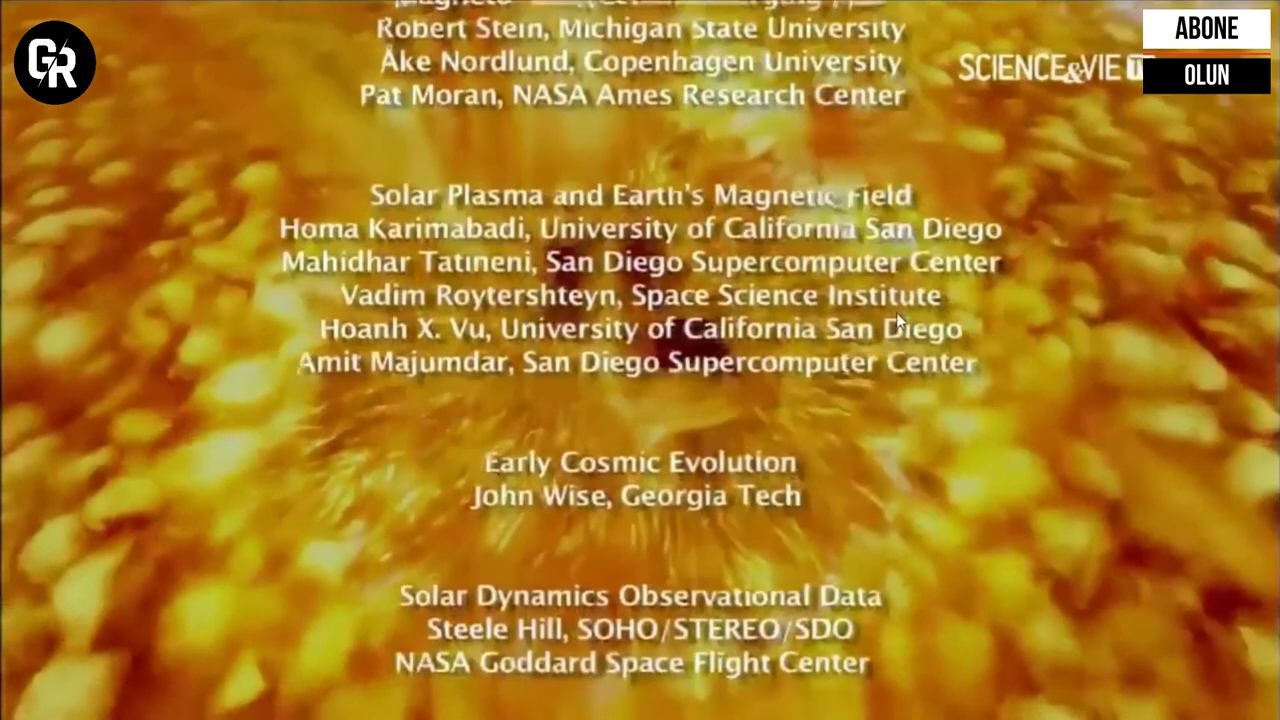 Robert Stein, Michigan State University
Åke Nordlund, Copenhagen University
Pat Moran, NASA Ames Research Center
Solar Plasma and Earth's Magnetic Field
Homa Karimabadi, University of California San Diego
Mahidhar Tatineni, San Diego Supercomputer Center
Vadim Roytershteyn, Space Science Institute
Hoanh X. Vu, University of California San Diego
Amit Majumdar, San Diego Supercomputer Center
Early Cosmic Evolution
John Wise, Georgia Tech
Solar Dynamics Observational Data
Steele Hill, SOHO/STEREO/SDO
NASA Goddard Space Flight Center
GR
SCIENCE&VIE
ABONE
OLUN